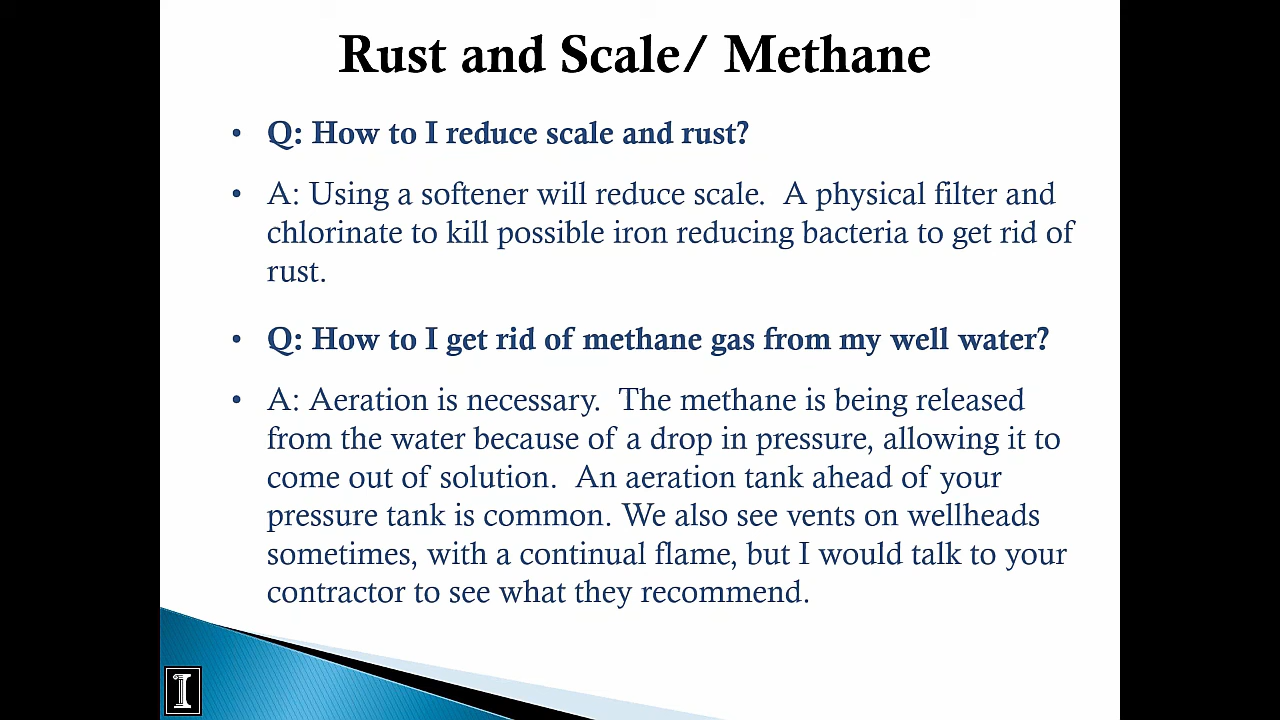 Rust and Scale/ Methane
• Q: How to I reduce scale and rust?
• A: Using a softener will reduce scale.  A physical filter and
chlorinate to kill possible iron reducing bacteria to get rid of
rust.
• Q: How to I get rid of methane gas from my well water?
• A: Aeration is necessary.  The methane is being released
from the water because of a drop in pressure, allowing it to
come out of solution.  An aeration tank ahead of your
pressure tank is common. We also see vents on wellheads
sometimes, with a continual flame, but I would talk to your
contractor to see what they recommend.
I